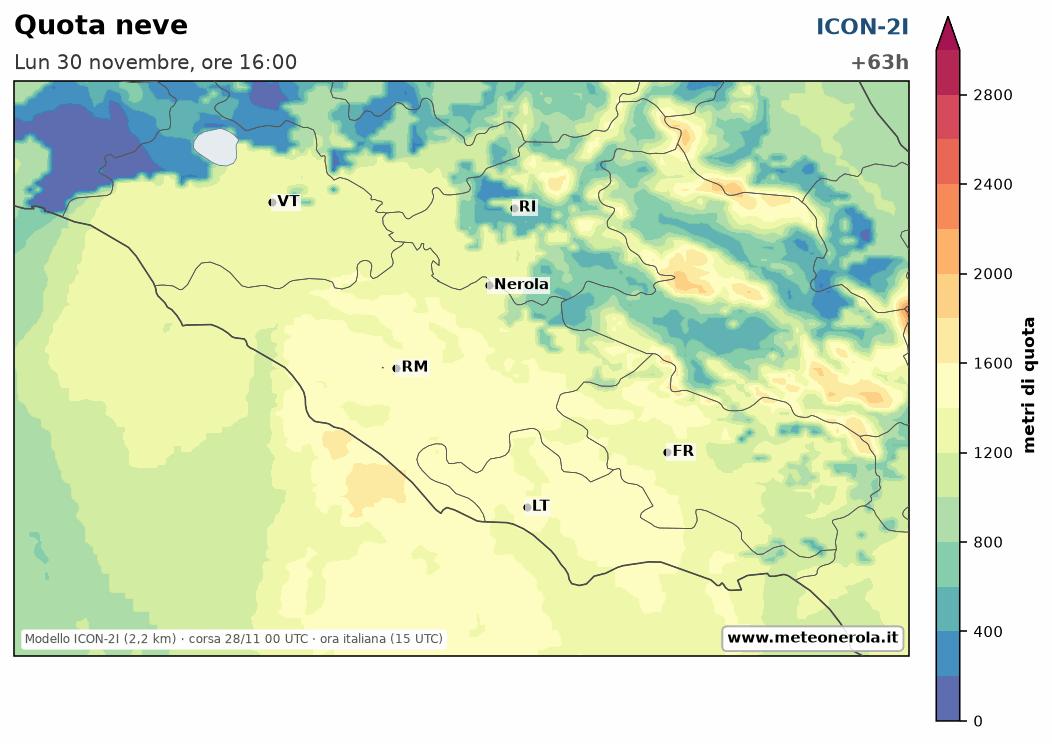 Quota neve
ICON-2I
Lun 30 novembre, ore 16:00
+63h
VT
RI
Nerola
RM
FR
LT
2800
2400
2000
1600
1200
800
400
0
metri di quota
Modello ICON-2I (2,2 km) · corsa 28/11 00 UTC · ora italiana (15 UTC)
www.meteonerola.it